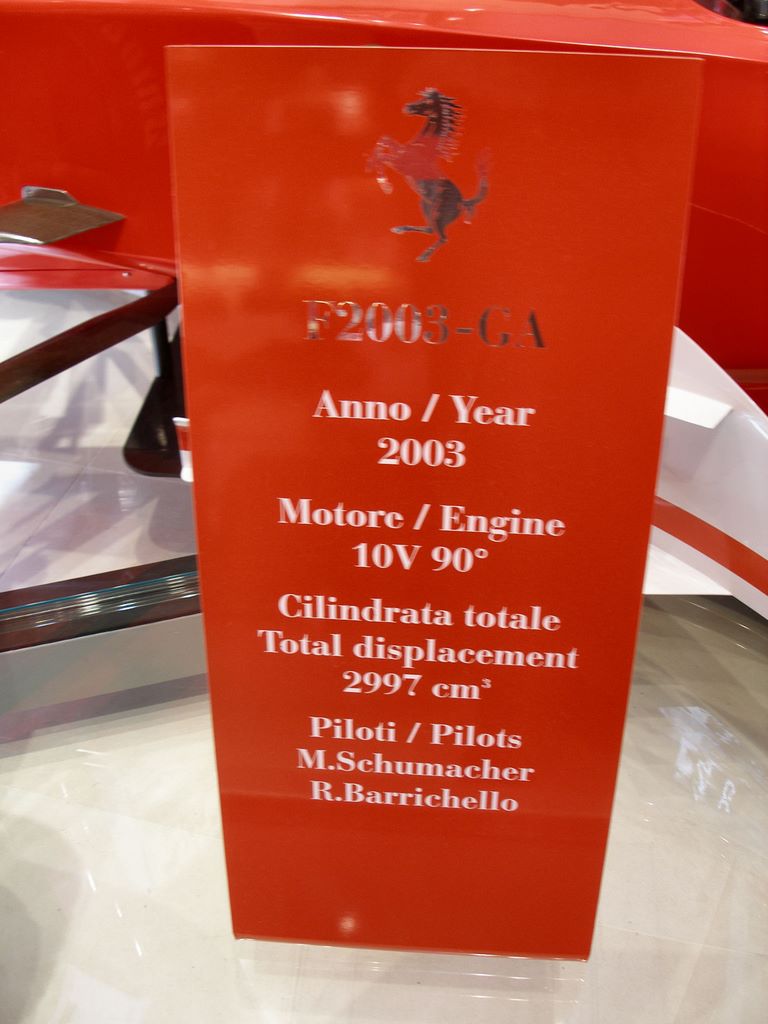 F2003-GA
Anno / Year
2003
Motore / Engine
10V 90°
Cilindrata totale
Total displacement
2997 cm³
Piloti / Pilots
M.Schumacher
R.Barrichello